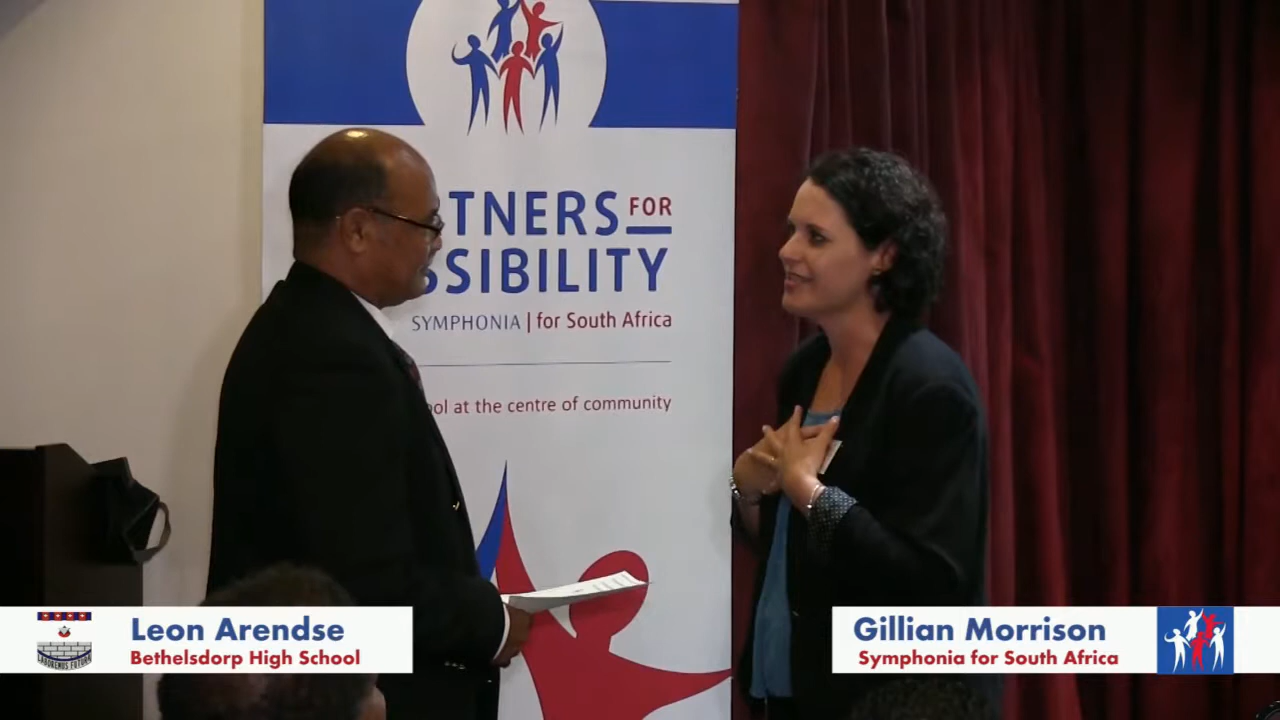 TNERS FOR
SSIBILITY
SYMPHONIA | for South Africa
ool at the centre of community
Leon Arendse
Bethelsdorp High School
Gillian Morrison
Symphonia for South Africa